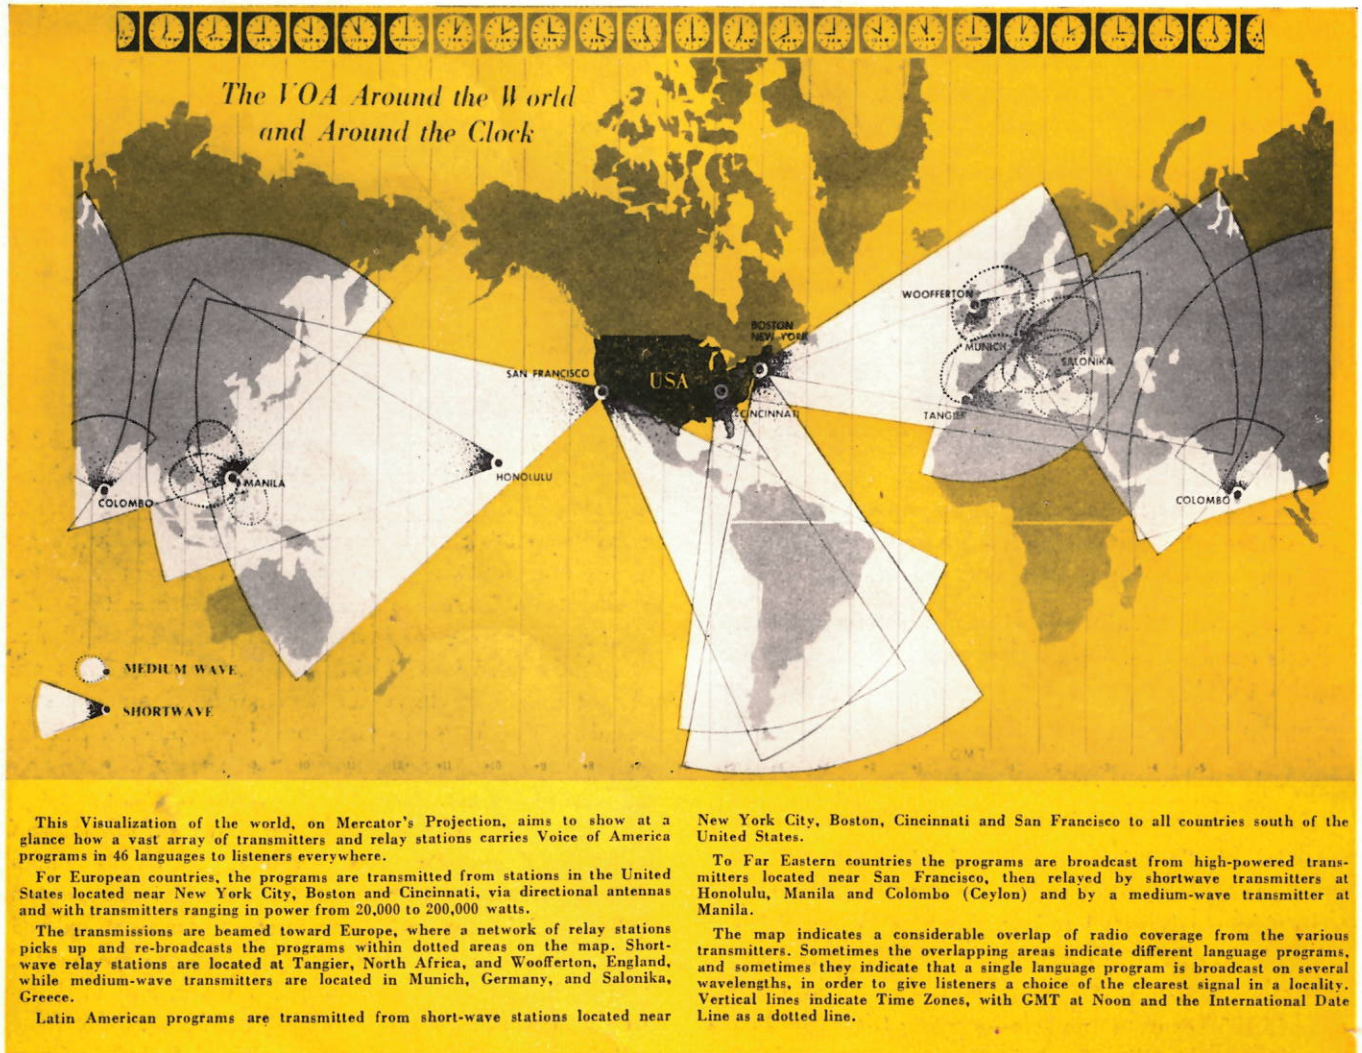 The VOA Around the World
and Around the Clock
WOOFFERTON
BOSTON
NEW YORK
MUNICH
SALONIKA
SAN FRANCISCO
USA
TANGIER
CINCINNATI
HONOLULU
MANILA
COLOMBO
COLOMBO
MEDIUM WAVE
SHORTWAVE
GMT
This Visualization of the world, on Mercator's Projection, aims to show at a
glance how a vast array of transmitters and relay stations carries Voice of America
programs in 46 languages to listeners everywhere.
For European countries, the programs are transmitted from stations in the United
States located near New York City, Boston and Cincinnati, via directional antennas
and with transmitters ranging in power from 20,000 to 200,000 watts.
The transmissions are beamed toward Europe, where a network of relay stations
picks up and re-broadcasts the programs within dotted areas on the map. Short-
wave relay stations are located at Tangier, North Africa, and Woofferton, England,
while medium-wave transmitters are located in Munich, Germany, and Salonika,
Greece.
Latin American programs are transmitted from short-wave stations located near
New York City, Boston, Cincinnati and San Francisco to all countries south of the
United States.
To Far Eastern countries the programs are broadcast from high-powered trans-
mitters located near San Francisco, then relayed by shortwave transmitters at
Honolulu, Manila and Colombo (Ceylon) and by a medium-wave transmitter at
Manila.
The map indicates a considerable overlap of radio coverage from the various
transmitters. Sometimes the overlapping areas indicate different language programs,
and sometimes they indicate that a single language program is broadcast on several
wavelengths, in order to give listeners a choice of the clearest signal in a locality.
Vertical lines indicate Time Zones, with GMT at Noon and the International Date
Line as a dotted line.